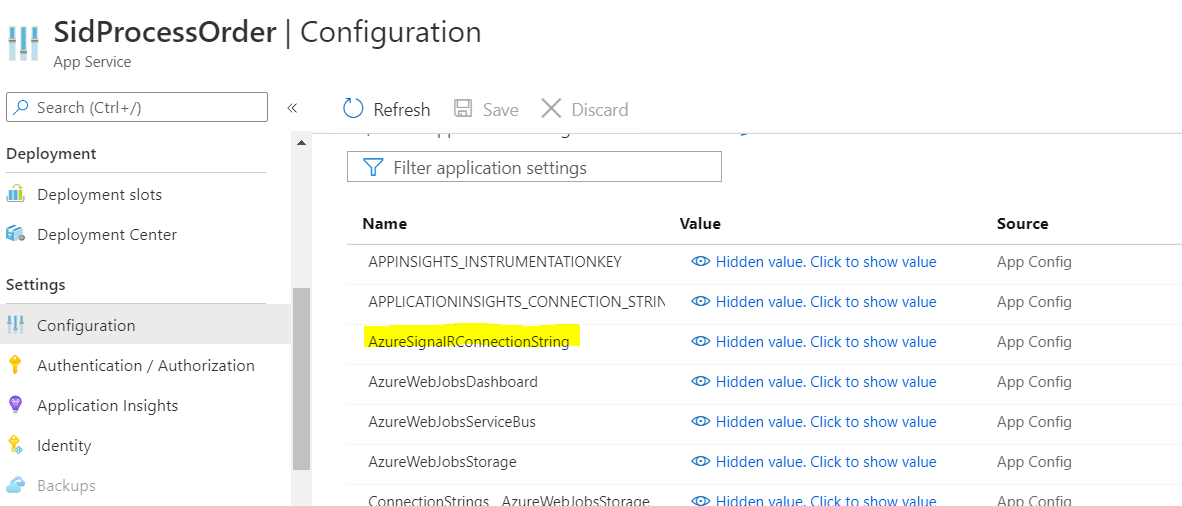 SidProcessOrder | Configuration
App Service
Search (Ctrl+/)
«
Refresh
Save
Discard
Deployment
Deployment slots
Deployment Center
Settings
Configuration
Authentication / Authorization
Application Insights
Identity
Backups
Filter application settings
Name Value Source
APPINSIGHTS_INSTRUMENTATIONKEY Hidden value. Click to show value App Config
APPLICATIONINSIGHTS_CONNECTION_STRIN Hidden value. Click to show value App Config
AzureSignalRConnectionString Hidden value. Click to show value App Config
AzureWebJobsDashboard Hidden value. Click to show value App Config
AzureWebJobsServiceBus Hidden value. Click to show value App Config
AzureWebJobsStorage Hidden value. Click to show value App Config
ConnectionStrings__AzureWebJobsStorage Hidden value. Click to show value App Config